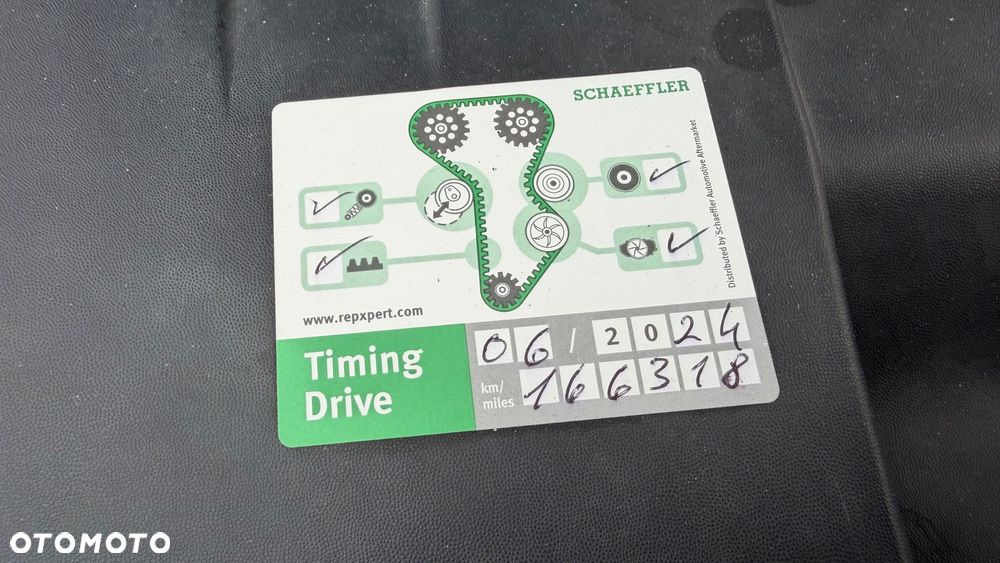 SCHAEFFLER
Distributed by Schaeffler Automotive Aftermarket
www.repxpert.com
Timing
Drive
06 / 2024
km/
miles
166318
OTOMOTO